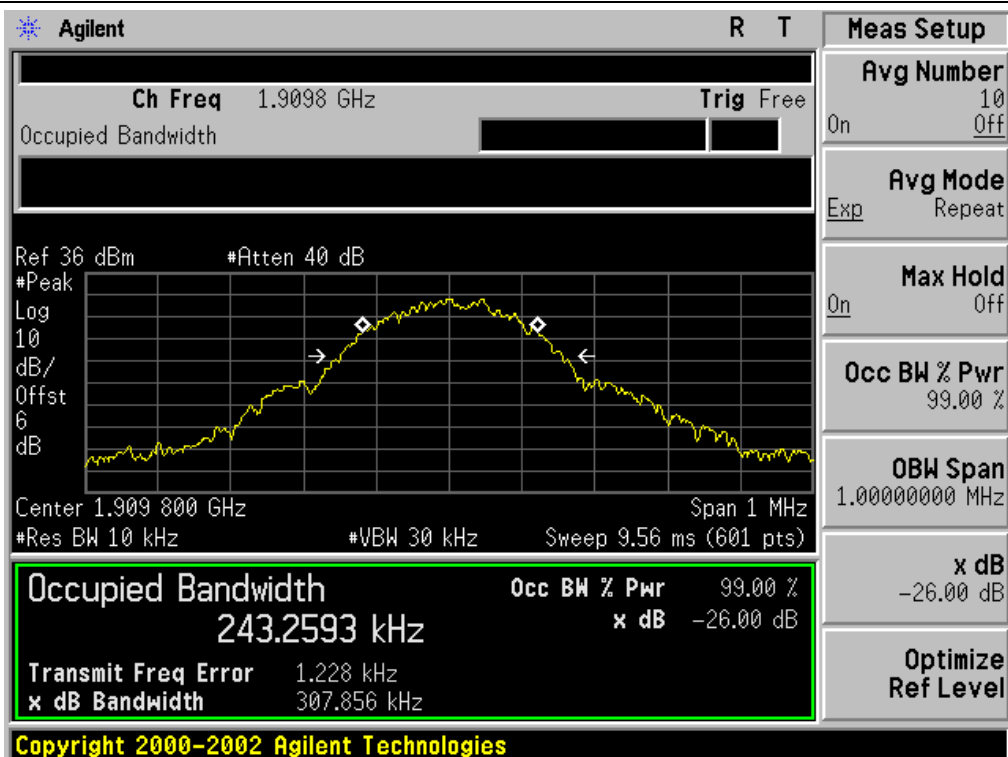 Agilent R T
Ch Freq 1.9098 GHz Trig Free
Occupied Bandwidth
Ref 36 dBm #Atten 40 dB
#Peak
Log
10
dB/
Offst
6
dB
Center 1.909 800 GHz Span 1 MHz
#Res BW 10 kHz #VBW 30 kHz Sweep 9.56 ms (601 pts)
Occupied Bandwidth Occ BW % Pwr 99.00 %
243.2593 kHz x dB -26.00 dB
Transmit Freq Error 1.228 kHz
x dB Bandwidth 307.856 kHz
Copyright 2000-2002 Agilent Technologies
Meas Setup
Avg Number
10
On Off
Avg Mode
Exp Repeat
Max Hold
On Off
Occ BW % Pwr
99.00 %
OBW Span
1.00000000 MHz
x dB
-26.00 dB
Optimize
Ref Level